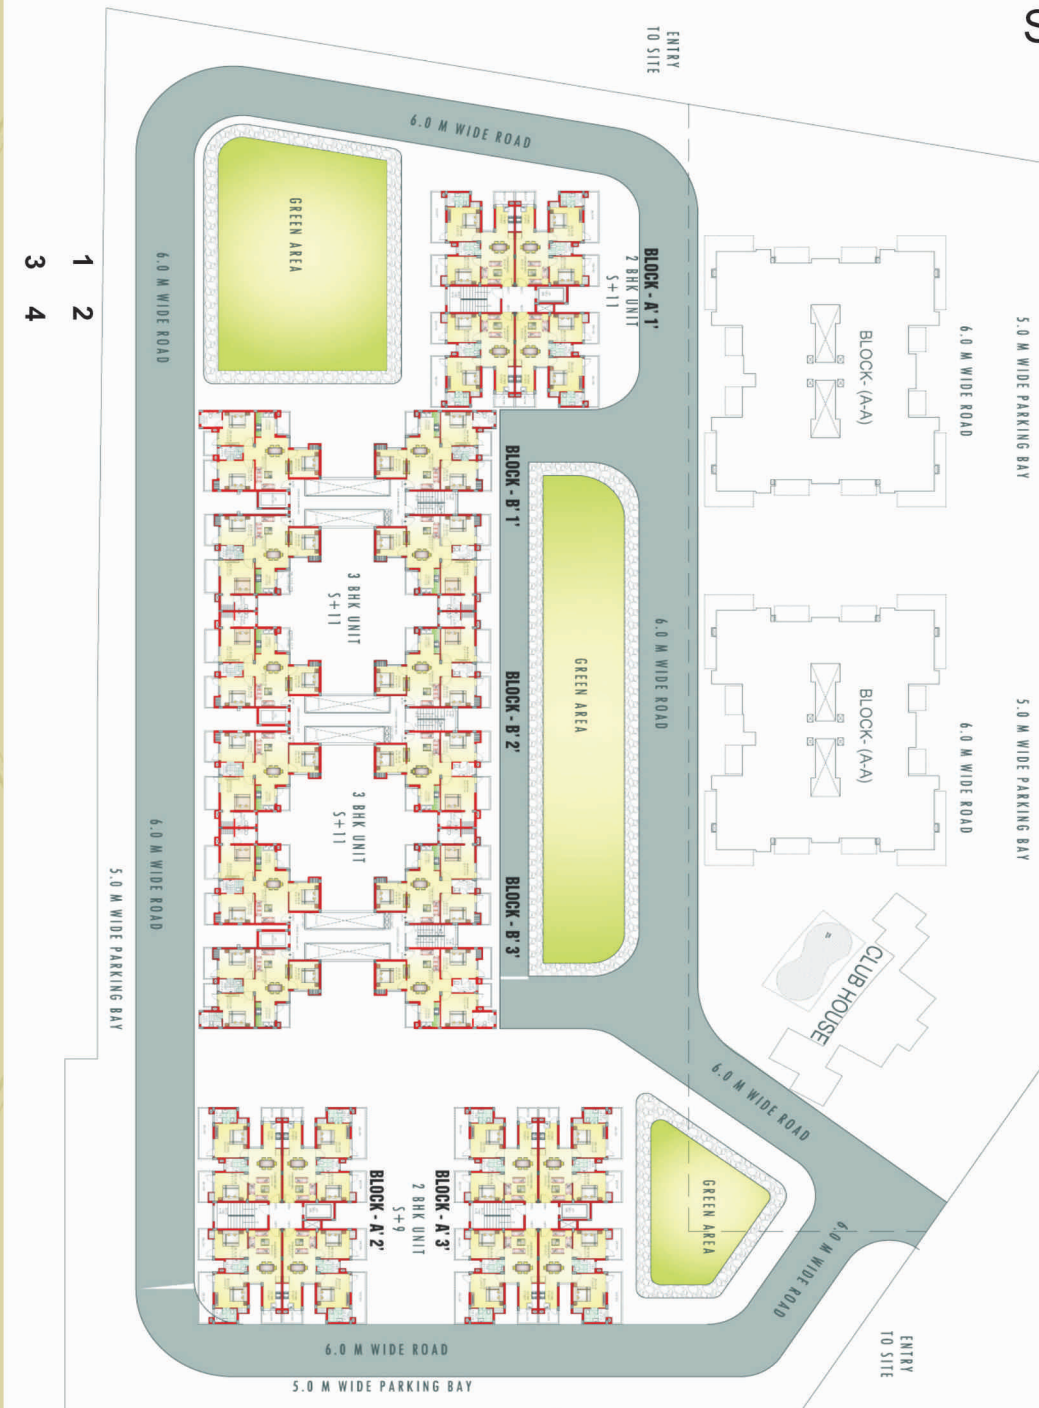 S
ENTRY
TO SITE
6.0 M WIDE ROAD
GREEN AREA
BLOCK - A' 1'
2 BHK UNIT
S+11
1 2
3 4
6.0 M WIDE ROAD
BLOCK- (A-A)
6.0 M WIDE ROAD
5.0 M WIDE PARKING BAY
BLOCK - B' 1'
3 BHK UNIT
S+11
GREEN AREA
6.0 M WIDE ROAD
BLOCK - B' 2'
BLOCK- (A-A)
6.0 M WIDE ROAD
5.0 M WIDE PARKING BAY
3 BHK UNIT
S+11
BLOCK - B' 3'
6.0 M WIDE ROAD
5.0 M WIDE PARKING BAY
CLUB HOUSE
6.0 M WIDE ROAD
GREEN AREA
6.0 M WIDE ROAD
BLOCK - A' 3'
2 BHK UNIT
S+9
BLOCK - A' 2'
ENTRY
TO SITE
6.0 M WIDE ROAD
5.0 M WIDE PARKING BAY